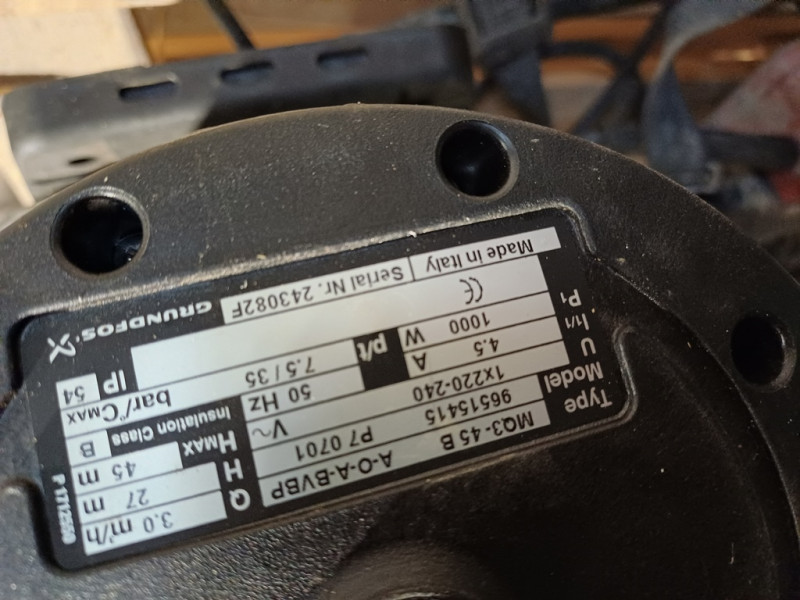 Type MQ3-45 B A-O-A-BVBP Q 3.0 m³/h
Model 96515415 P7 0701 H 27 m
U 1x220-240 V~ 50 Hz HMAX 45 m
I1/1 4.5 A p/t 7.5 / 35 bar/°CMAX Insulation Class B
P1 1000 W IP 54
CE
Made in Italy Serial Nr. 243082F GRUNDFOS